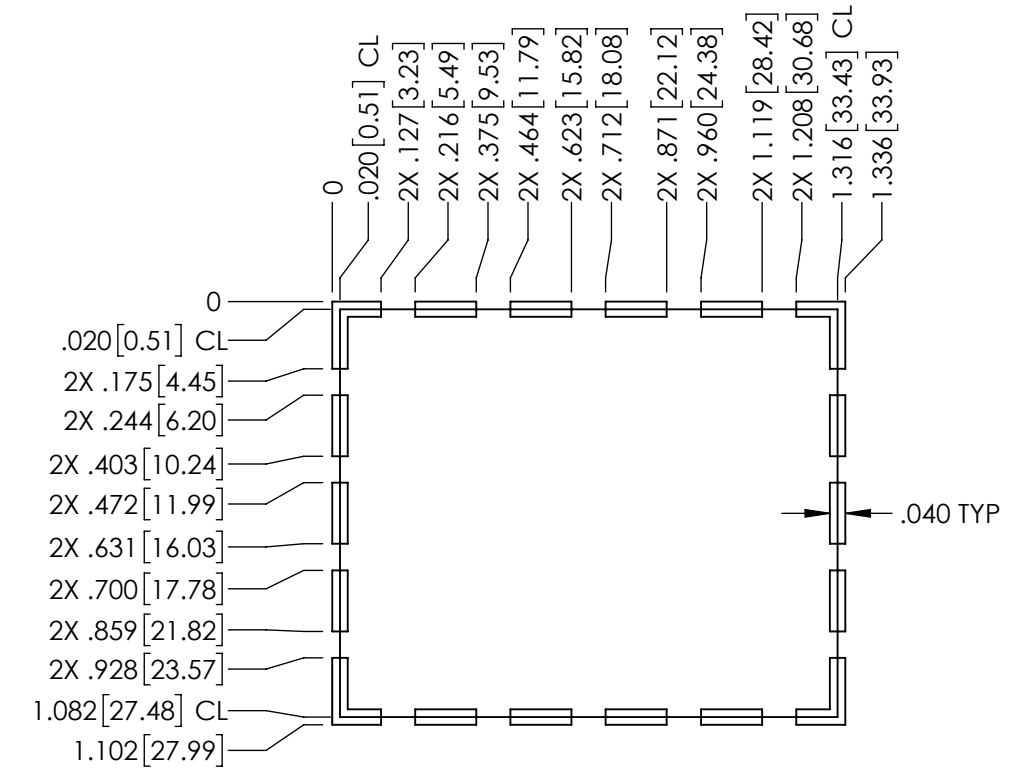 0
.020[0.51] CL
2X .127[3.23]
2X .216[5.49]
2X .375[9.53]
2X .464[11.79]
2X .623[15.82]
2X .712[18.08]
2X .871[22.12]
2X .960[24.38]
2X 1.119[28.42]
2X 1.208[30.68]
1.316[33.43] CL
1.336[33.93]
0
.020[0.51] CL
2X .175[4.45]
2X .244[6.20]
2X .403[10.24]
2X .472[11.99]
2X .631[16.03]
2X .700[17.78]
2X .859[21.82]
2X .928[23.57]
1.082[27.48] CL
1.102[27.99]
.040 TYP